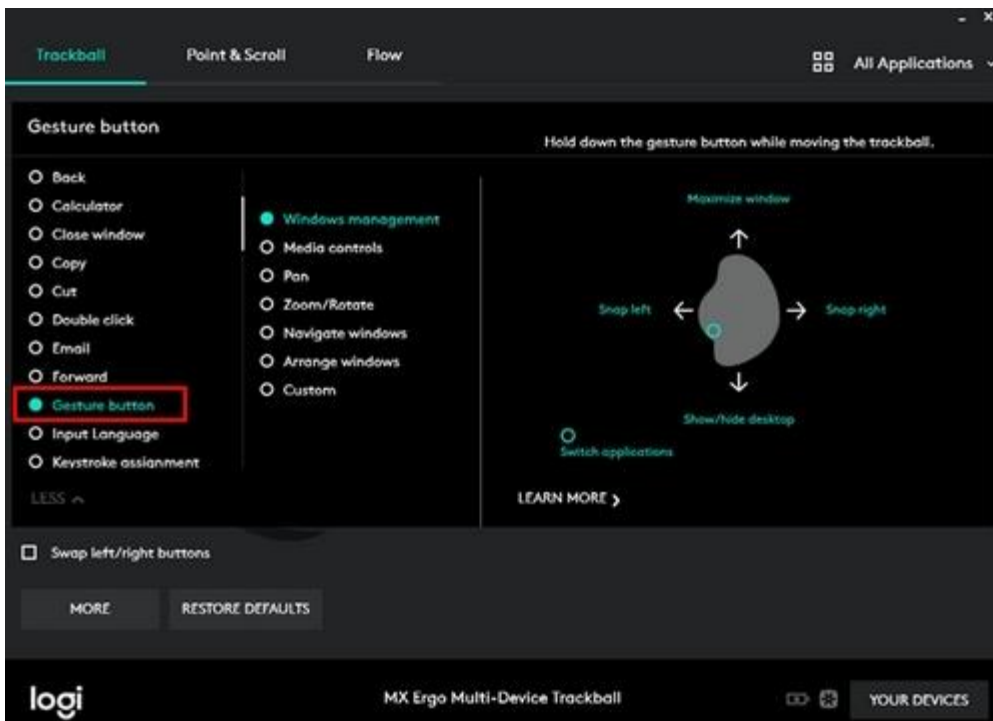 Trackball
Point & Scroll
Flow
All Applications
Gesture button
Hold down the gesture button while moving the trackball.
Back
Calculator
Close window
Copy
Cut
Double click
Email
Forward
Gesture button
Input Language
Keystroke assignment
LESS
Windows management
Media controls
Pan
Zoom/Rotate
Navigate windows
Arrange windows
Custom
Maximize window
Snap left
Snap right
Show/hide desktop
Switch applications
LEARN MORE
Swap left/right buttons
MORE
RESTORE DEFAULTS
logi
MX Ergo Multi-Device Trackball
YOUR DEVICES